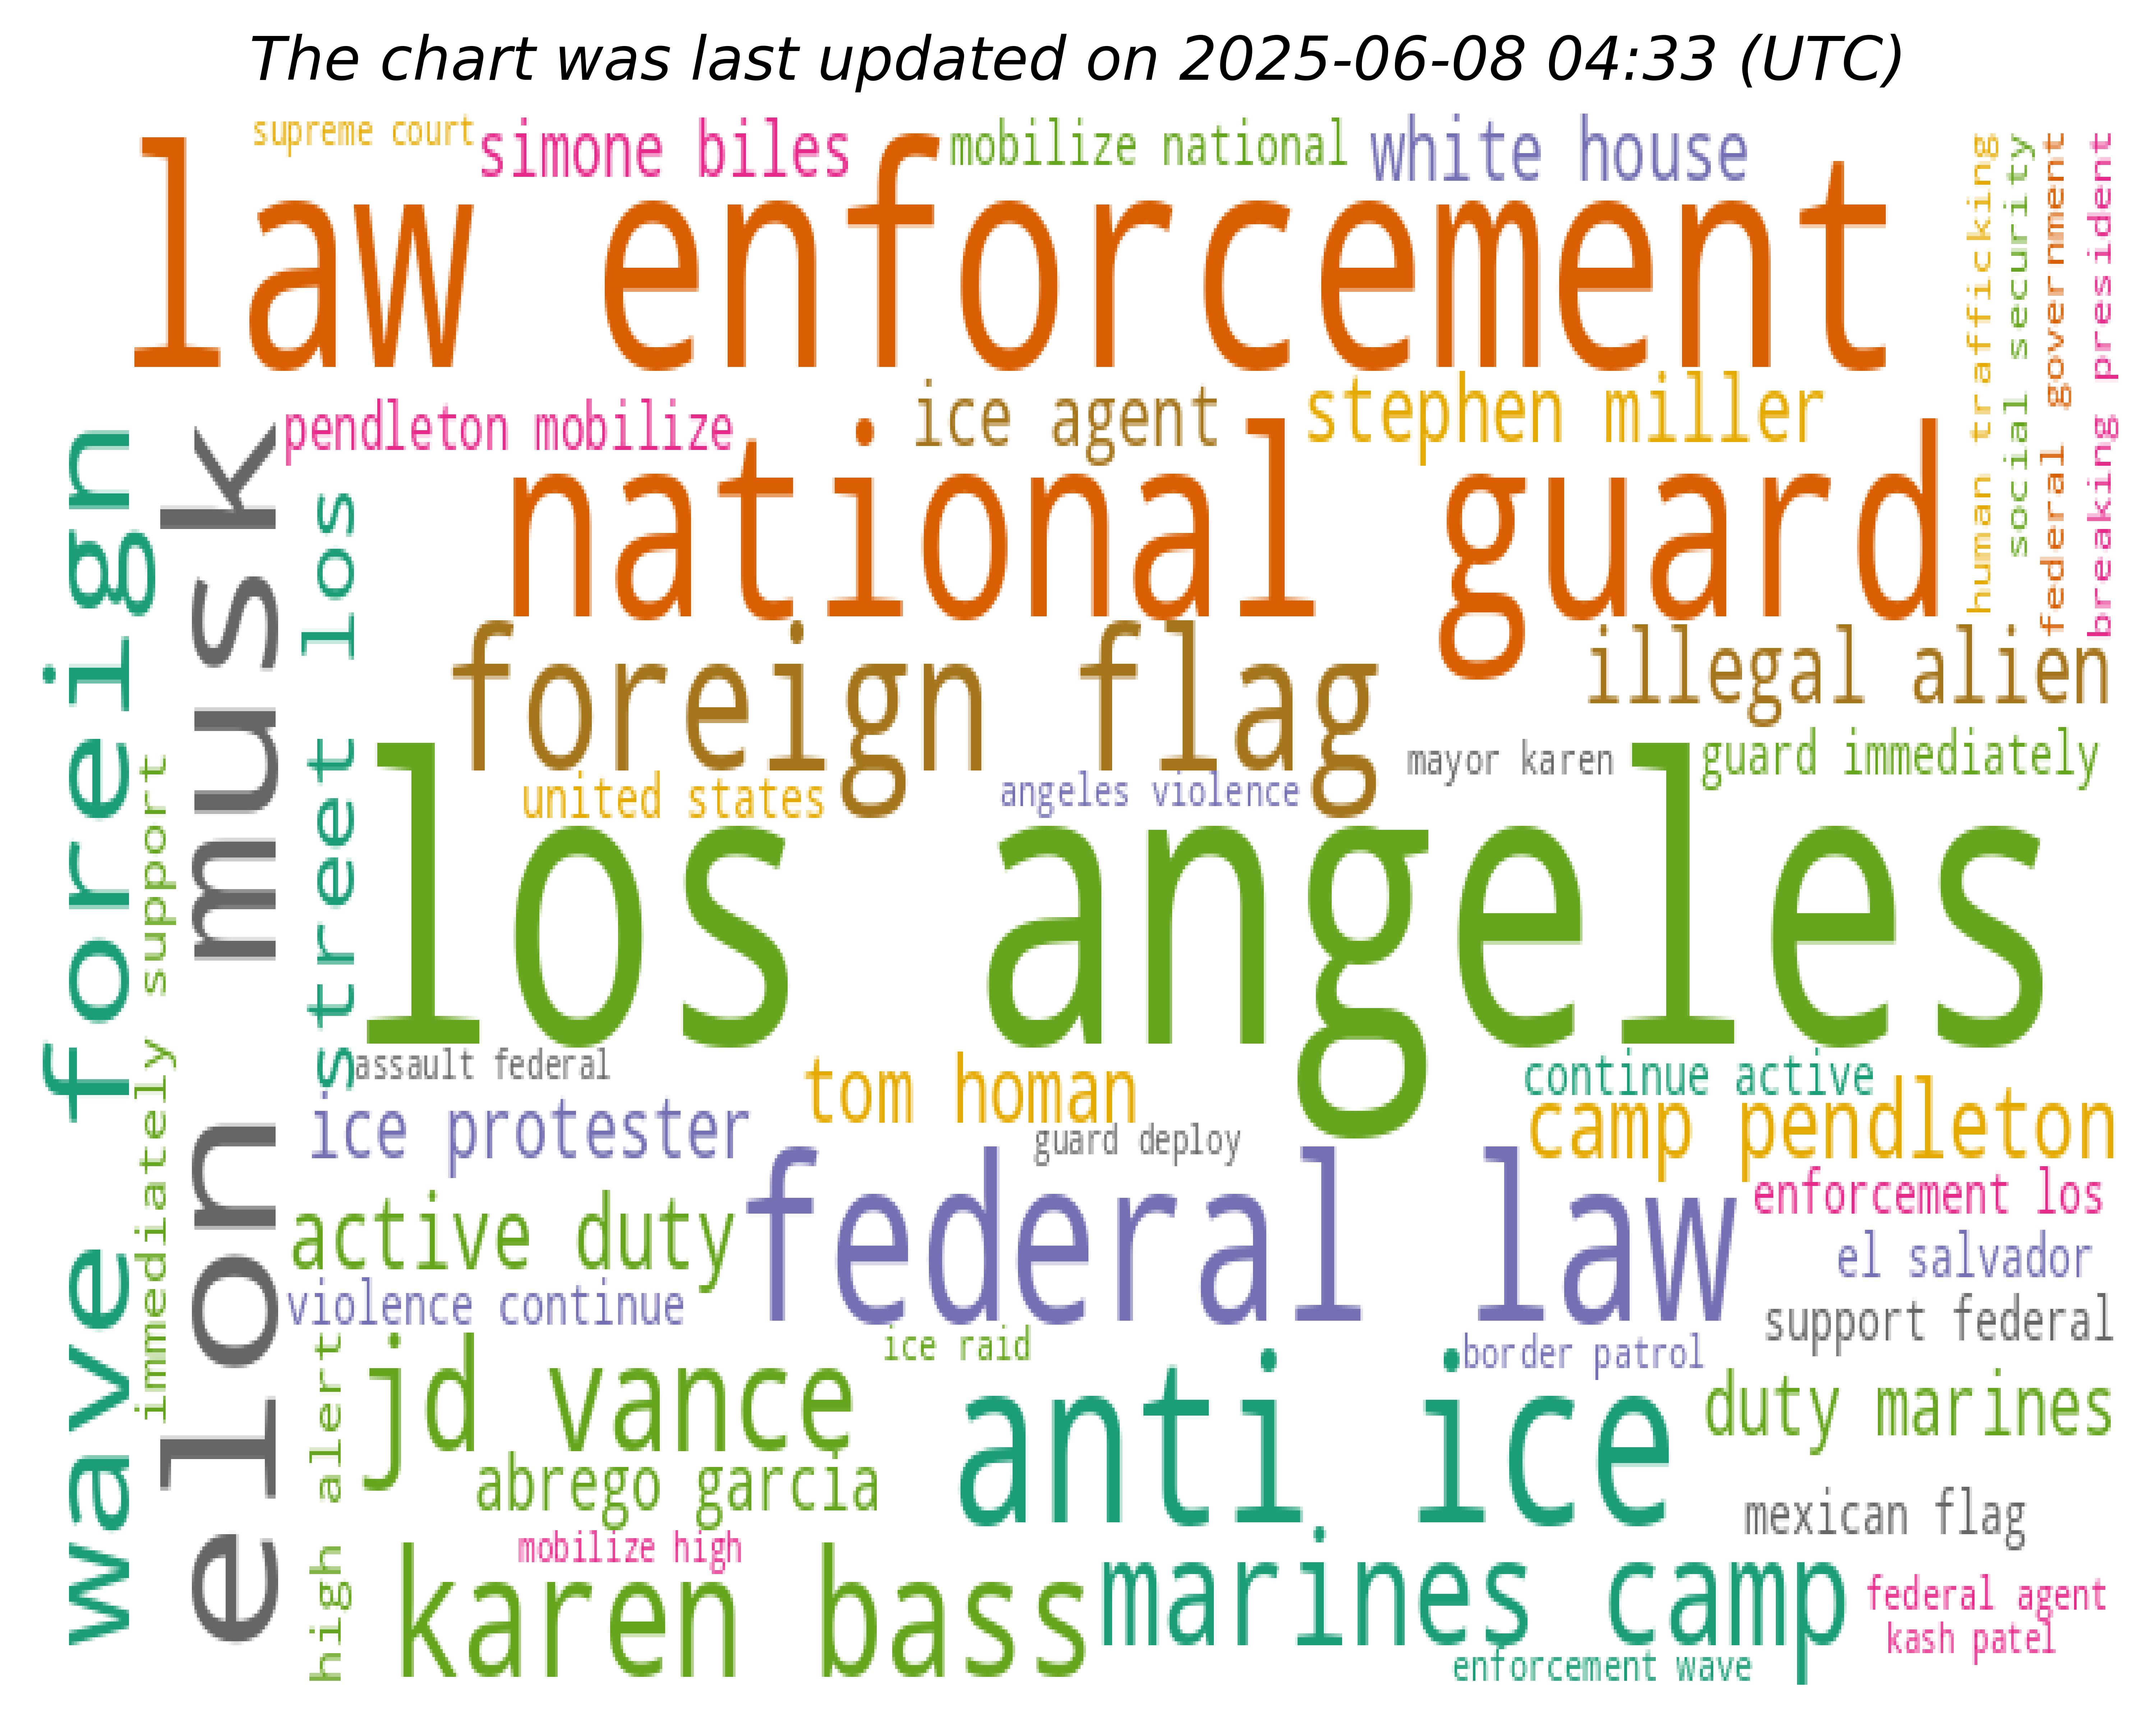 The chart was last updated on 2025-06-08 04:33 (UTC)
supreme court
simone biles
mobilize national
white house
law enforcement
human trafficking
social security
federal government
breaking president
pendleton mobilize
ice agent
stephen miller
national guard
wave foreign
immediately support
elon musk
street los
foreign flag
illegal alien
mayor karen
guard immediately
united states
angeles violence
los angeles
assault federal
tom homan
continue active
ice protester
guard deploy
camp pendleton
active duty
federal law
enforcement los
el salvador
violence continue
support federal
high alert
jd vance
ice raid
border patrol
anti ice
duty marines
abrego garcia
mexican flag
mobilize high
karen bass
marines camp
federal agent
kash patel
enforcement wave